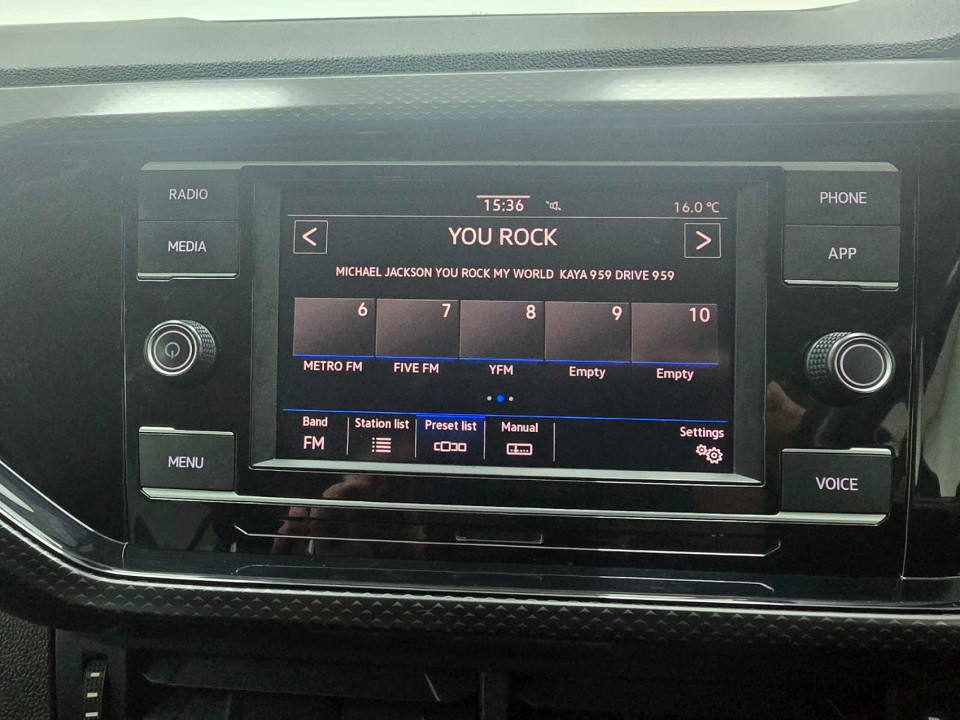 RADIO
MEDIA
MENU
PHONE
APP
VOICE
15:36
16.0 °C
< YOU ROCK >
MICHAEL JACKSON YOU ROCK MY WORLD KAYA 959 DRIVE 959
6 7 8 9 10
METRO FM FIVE FM YFM Empty Empty
Band Station list Preset list Manual Settings
FM